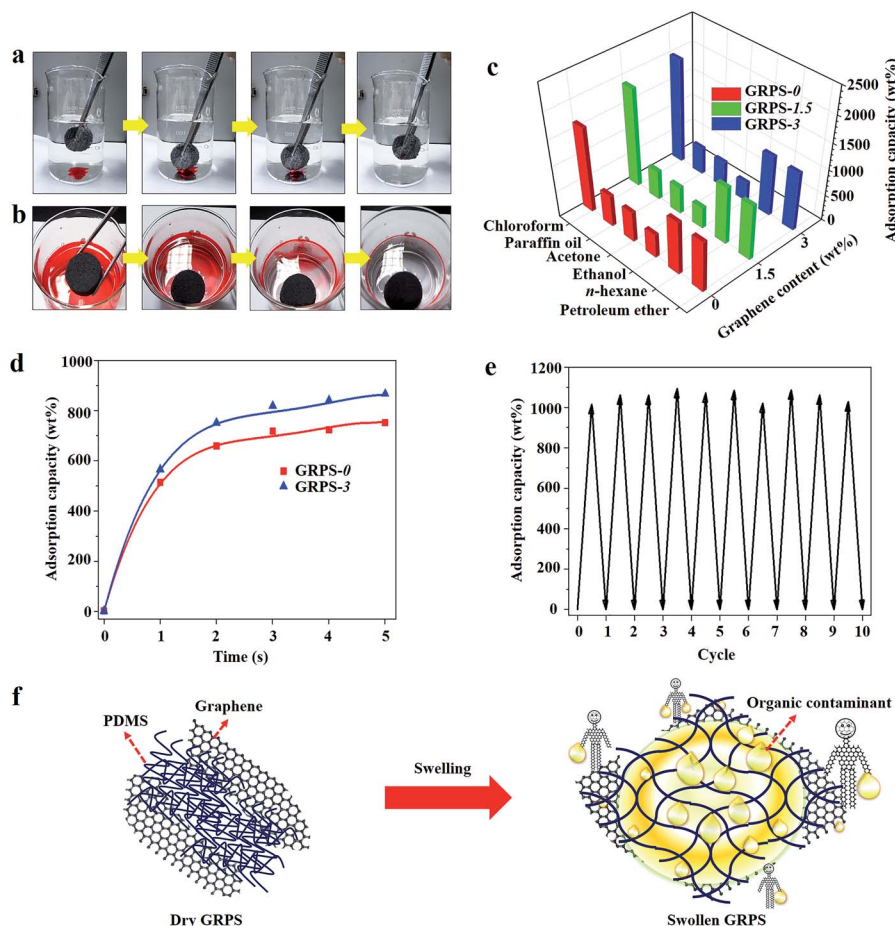 a
b
c
GRPS-0
GRPS-1.5
GRPS-3
2500
2000
1500
1000
500
0
Adsorption capacity (wt%)
Chloroform
Paraffin oil
Acetone
Ethanol
n-hexane
Petroleum ether
0
1.5
3
Graphene content (wt%)
d
1000
800
600
400
200
0
Adsorption capacity (wt%)
GRPS-0
GRPS-3
0 1 2 3 4 5
Time (s)
e
1200
1000
800
600
400
200
0
Adsorption capacity (wt%)
0 1 2 3 4 5 6 7 8 9 10
Cycle
f
PDMS
Graphene
Dry GRPS
Swelling
Organic contaminant
Swollen GRPS